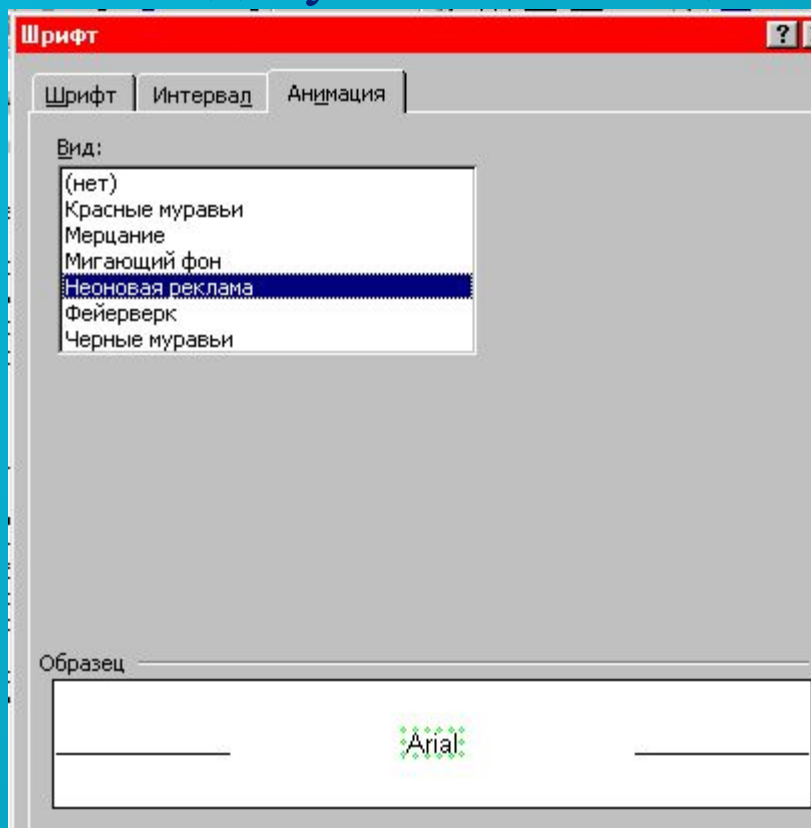 Шрифт
Шрифт Интервал Анимация
Вид:
(нет)
Красные муравьи
Мерцание
Мигающий фон
Неоновая реклама
Фейерверк
Черные муравьи
Образец
Arial